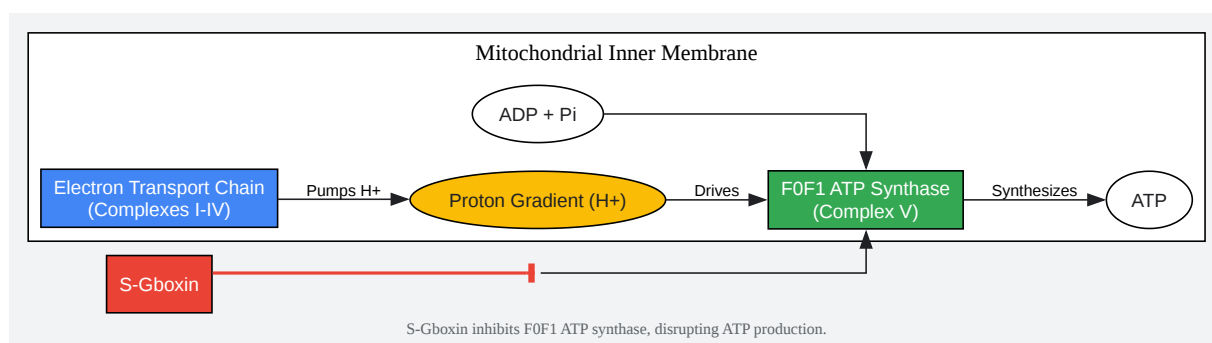 Mitochondrial Inner Membrane
ADP + Pi
Electron Transport Chain
(Complexes I-IV)
Pumps H+
Proton Gradient (H+)
Drives
F0F1 ATP Synthase
(Complex V)
Synthesizes
ATP
S-Gboxin
S-Gboxin inhibits F0F1 ATP synthase, disrupting ATP production.